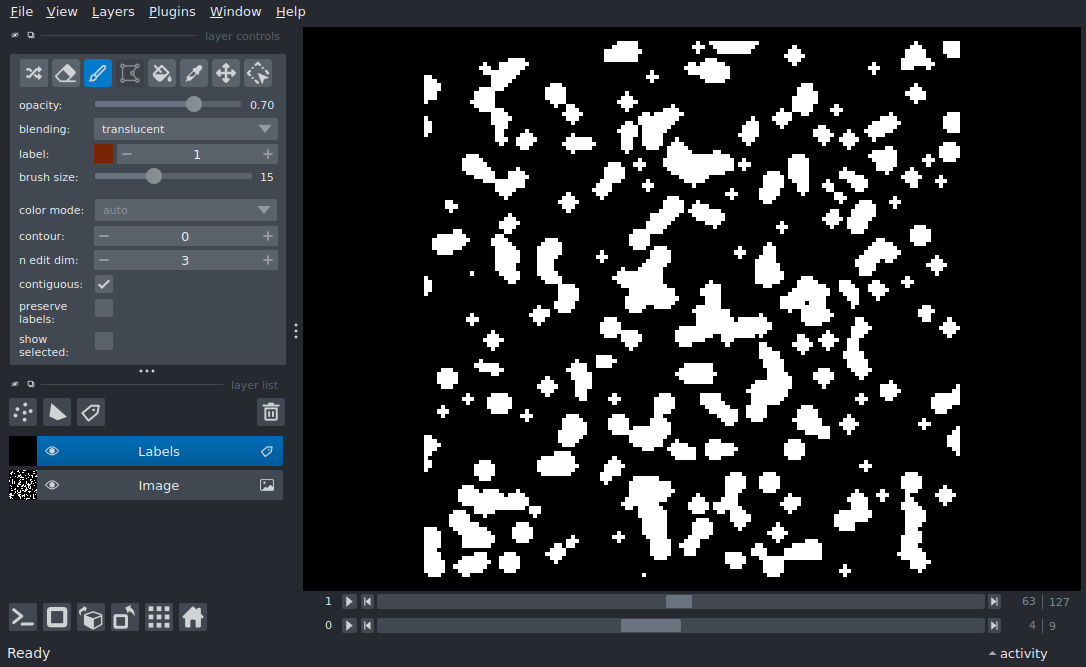 File View Layers Plugins Window Help
layer controls
opacity: 0.70
blending: translucent
label: 1
brush size: 15
color mode: auto
contour: 0
n edit dim: 3
contiguous:
preserve
labels:
show
selected:
layer list
Labels
Image
1 63 127
0 4 9
Ready activity